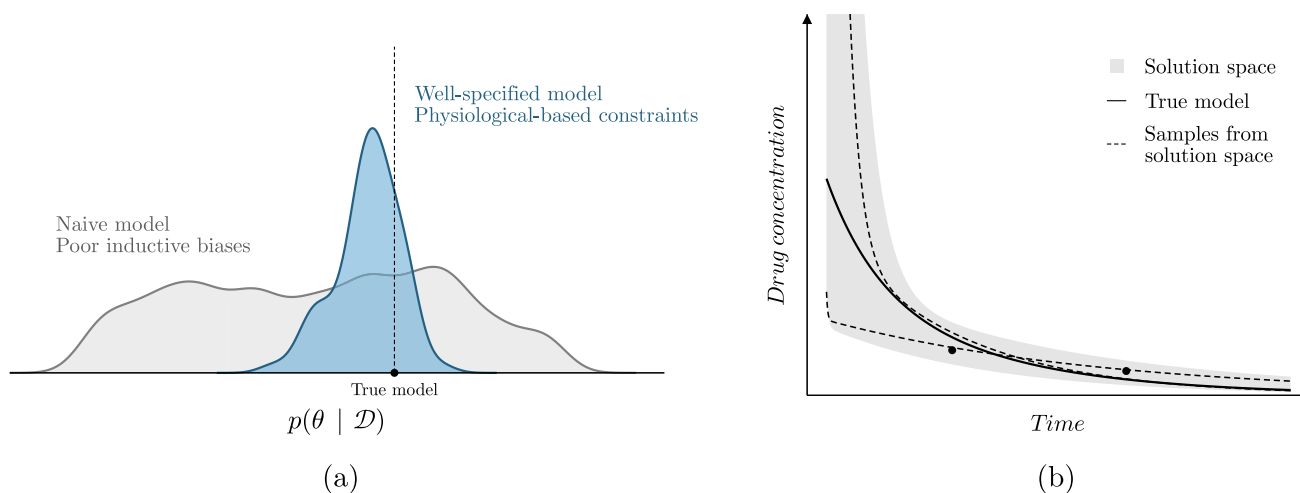 Well-specified model
Physiological-based constraints
Naive model
Poor inductive biases
True model
p(θ | 𝒟)
(a)
Drug concentration
Solution space
True model
Samples from
solution space
Time
(b)